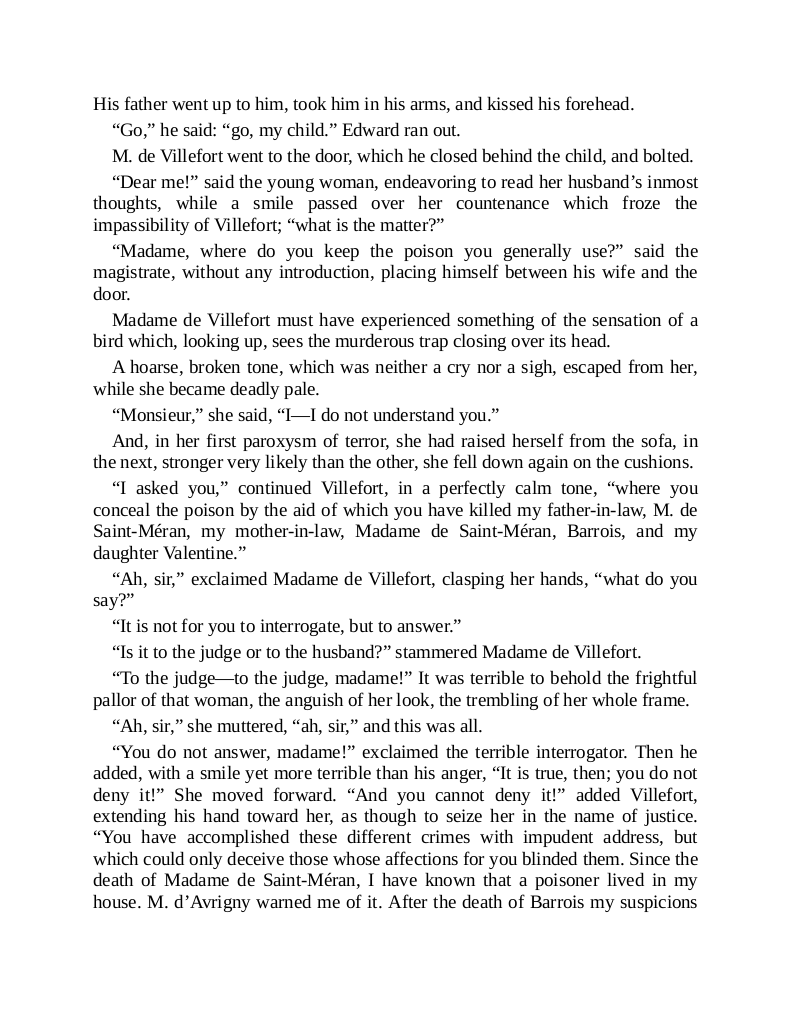 His father went up to him, took him in his arms, and kissed his forehead.
“Go,” he said: “go, my child.” Edward ran out.
M. de Villefort went to the door, which he closed behind the child, and bolted.
“Dear me!” said the young woman, endeavoring to read her husband’s inmost
thoughts, while a smile passed over her countenance which froze the
impassibility of Villefort; “what is the matter?”
“Madame, where do you keep the poison you generally use?” said the
magistrate, without any introduction, placing himself between his wife and the
door.
Madame de Villefort must have experienced something of the sensation of a
bird which, looking up, sees the murderous trap closing over its head.
A hoarse, broken tone, which was neither a cry nor a sigh, escaped from her,
while she became deadly pale.
“Monsieur,” she said, “I—I do not understand you.”
And, in her first paroxysm of terror, she had raised herself from the sofa, in
the next, stronger very likely than the other, she fell down again on the cushions.
“I asked you,” continued Villefort, in a perfectly calm tone, “where you
conceal the poison by the aid of which you have killed my father-in-law, M. de
Saint-Méran, my mother-in-law, Madame de Saint-Méran, Barrois, and my
daughter Valentine.”
“Ah, sir,” exclaimed Madame de Villefort, clasping her hands, “what do you
say?”
“It is not for you to interrogate, but to answer.”
“Is it to the judge or to the husband?” stammered Madame de Villefort.
“To the judge—to the judge, madame!” It was terrible to behold the frightful
pallor of that woman, the anguish of her look, the trembling of her whole frame.
“Ah, sir,” she muttered, “ah, sir,” and this was all.
“You do not answer, madame!” exclaimed the terrible interrogator. Then he
added, with a smile yet more terrible than his anger, “It is true, then; you do not
deny it!” She moved forward. “And you cannot deny it!” added Villefort,
extending his hand toward her, as though to seize her in the name of justice.
“You have accomplished these different crimes with impudent address, but
which could only deceive those whose affections for you blinded them. Since the
death of Madame de Saint-Méran, I have known that a poisoner lived in my
house. M. d’Avrigny warned me of it. After the death of Barrois my suspicions